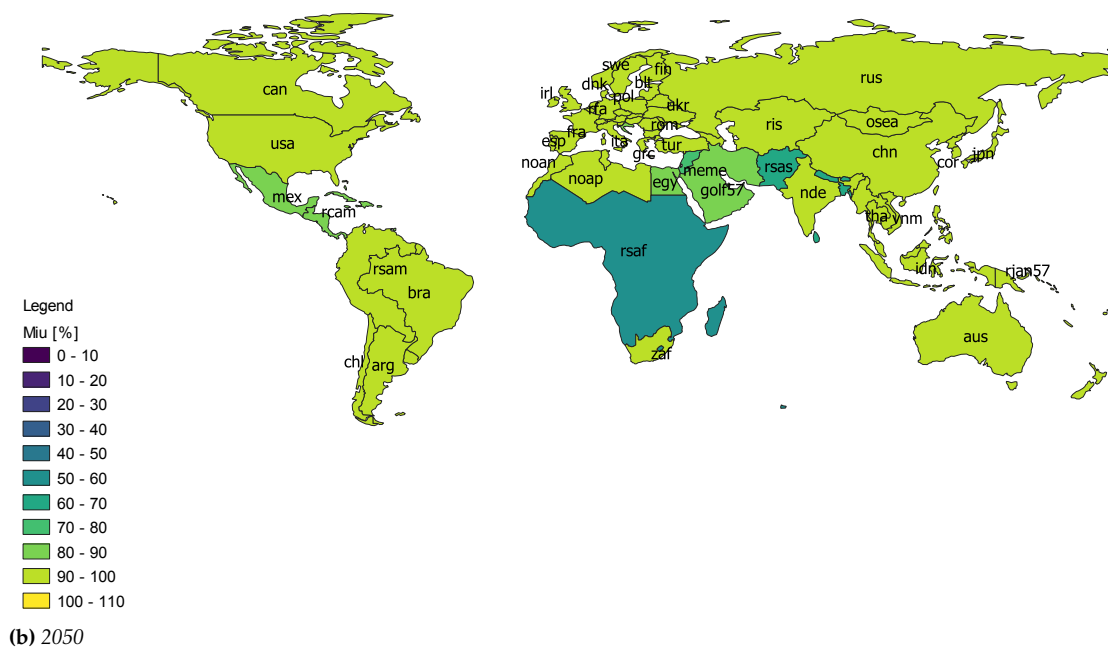 can
usa
mex
rcam
rsam
bra
chl
arg
swe
fin
dnk
blt
irl
pol
rfa
ukr
fra
rom
esp
ita
grc
tur
noan
noap
egy
meme
golf57
rsas
rsaf
zaf
rus
ris
osea
chn
cor
jpn
nde
tha
vnm
idn
rjan57
aus
Legend
Miu [%]
0 - 10
10 - 20
20 - 30
30 - 40
40 - 50
50 - 60
60 - 70
70 - 80
80 - 90
90 - 100
100 - 110
(b) 2050